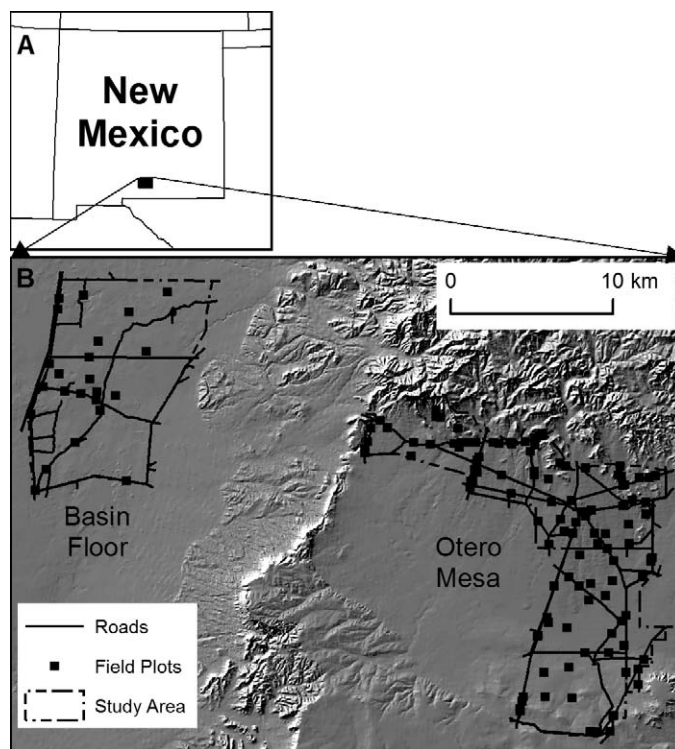 A
New
Mexico
B
0 10 km
Basin
Floor
Otero
Mesa
Roads
Field Plots
Study Area